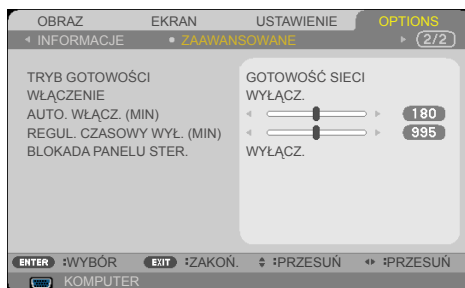 OBRAZ EKRAN USTAWIENIE OPTIONS
INFORMACJE • ZAAWANSOWANE (2/2)
TRYB GOTOWOŚCI GOTOWOŚĆ SIECI
WŁĄCZENIE WYŁĄCZ.
AUTO. WŁĄCZ. (MIN) 180
REGUL. CZASOWY WYŁ. (MIN) 995
BLOKADA PANELU STER. WYŁĄCZ.
ENTER :WYBÓR EXIT :ZAKOŃ. :PRZESUŃ :PRZESUŃ
KOMPUTER